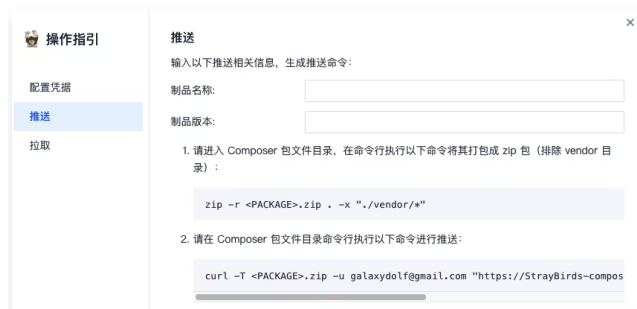 操作指引
配置凭据
推送
拉取
推送
输入以下推送相关信息，生成推送命令：
制品名称:
制品版本:
1. 请进入 Composer 包文件目录，在命令行执行以下命令将其打包成 zip 包（排除 vendor 目
录）：
zip -r <PACKAGE>.zip . -x "./vendor/*"
2. 请在 Composer 包文件目录命令行执行以下命令进行推送：
curl -T <PACKAGE>.zip -u galaxydolf@gmail.com "https://StrayBirds-compos